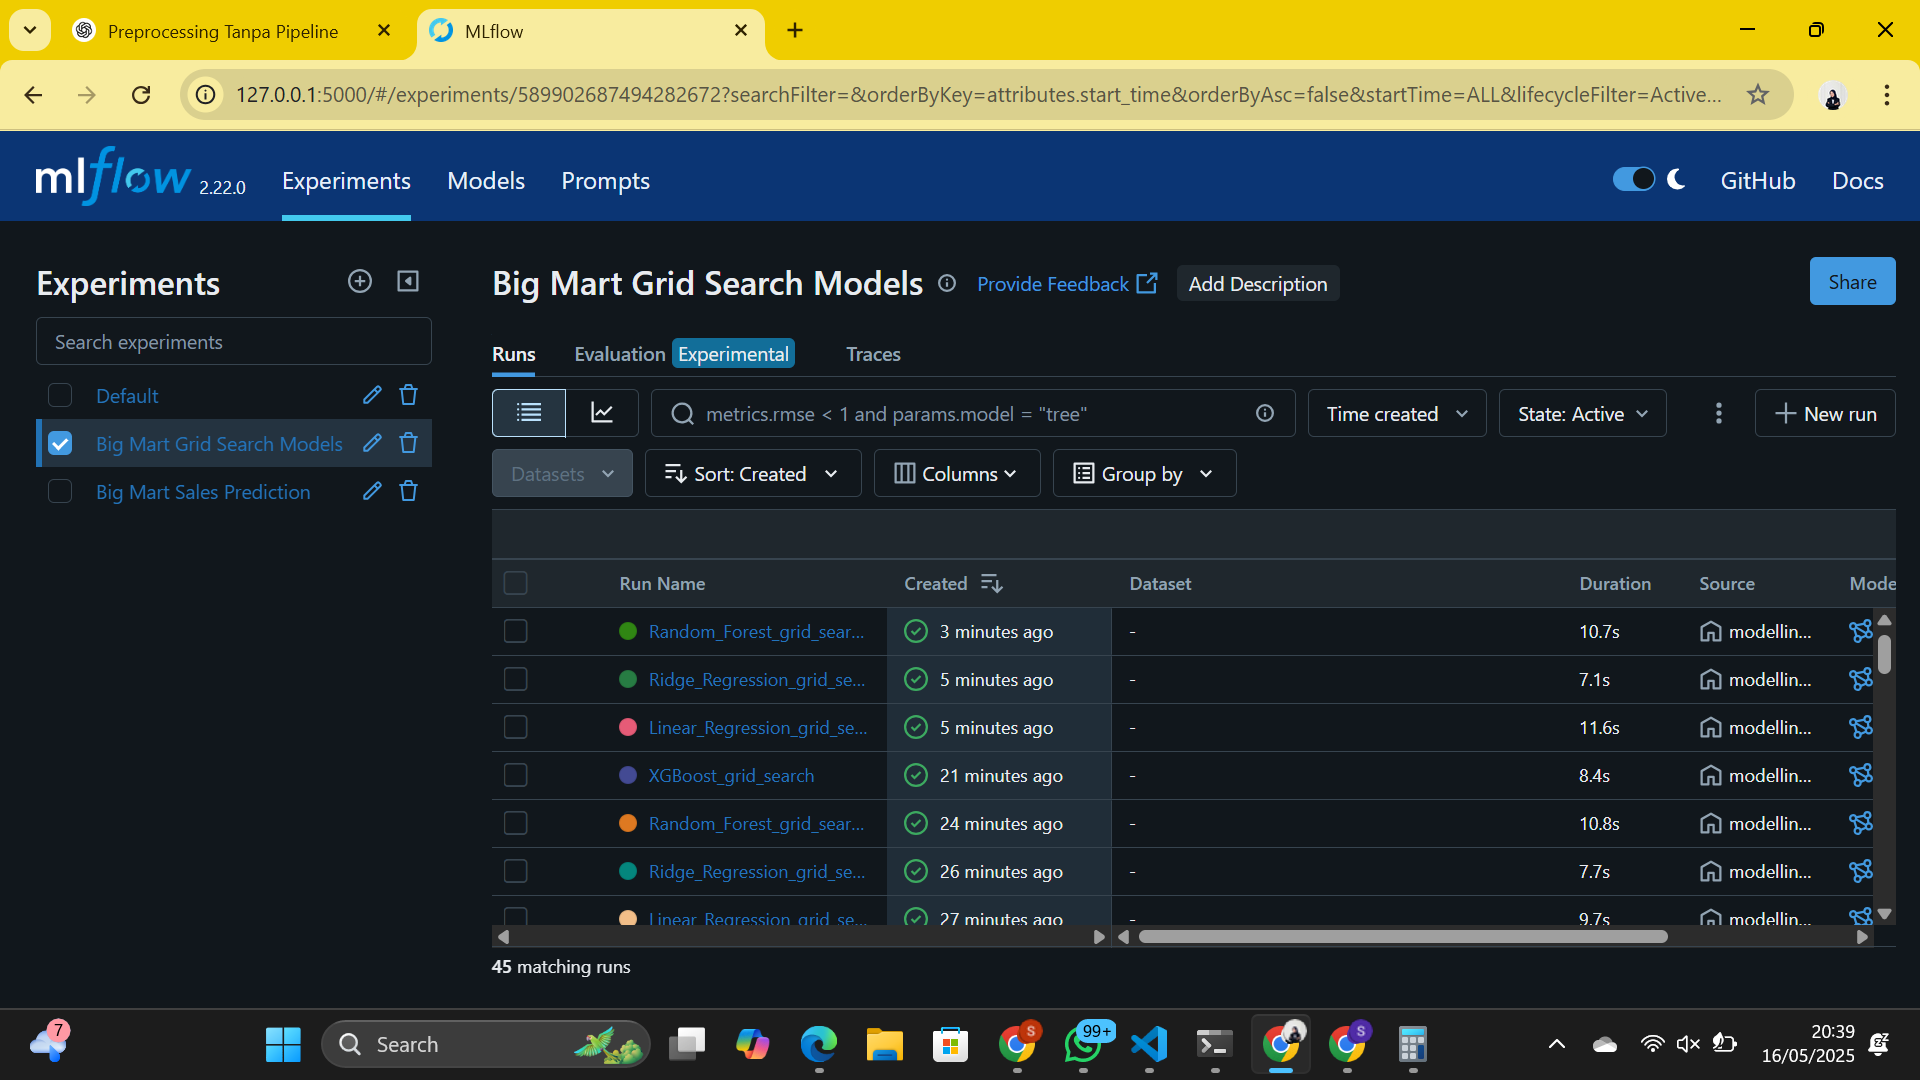 Preprocessing Tanpa Pipeline
MLflow
127.0.0.1:5000/#/experiments/589902687494282672?searchFilter=&orderByKey=attributes.start_time&orderByAsc=false&startTime=ALL&lifecycleFilter=Active...
mlflow 2.22.0
Experiments Models Prompts
GitHub Docs
Experiments
Search experiments
Default
Big Mart Grid Search Models
Big Mart Sales Prediction
Big Mart Grid Search Models Provide Feedback Add Description
Share
Runs Evaluation Experimental Traces
metrics.rmse < 1 and params.model = "tree"
Time created
State: Active
New run
Datasets Sort: Created Columns Group by
Run Name Created Dataset Duration Source Mode
Random_Forest_grid_sear... 3 minutes ago - 10.7s modellin...
Ridge_Regression_grid_se... 5 minutes ago - 7.1s modellin...
Linear_Regression_grid_se... 5 minutes ago - 11.6s modellin...
XGBoost_grid_search 21 minutes ago - 8.4s modellin...
Random_Forest_grid_sear... 24 minutes ago - 10.8s modellin...
Ridge_Regression_grid_se... 26 minutes ago - 7.7s modellin...
Linear_Regression_grid_se... 27 minutes ago - 9.7s modellin...
45 matching runs
7
Search
S
99+
S
20:39
16/05/2025